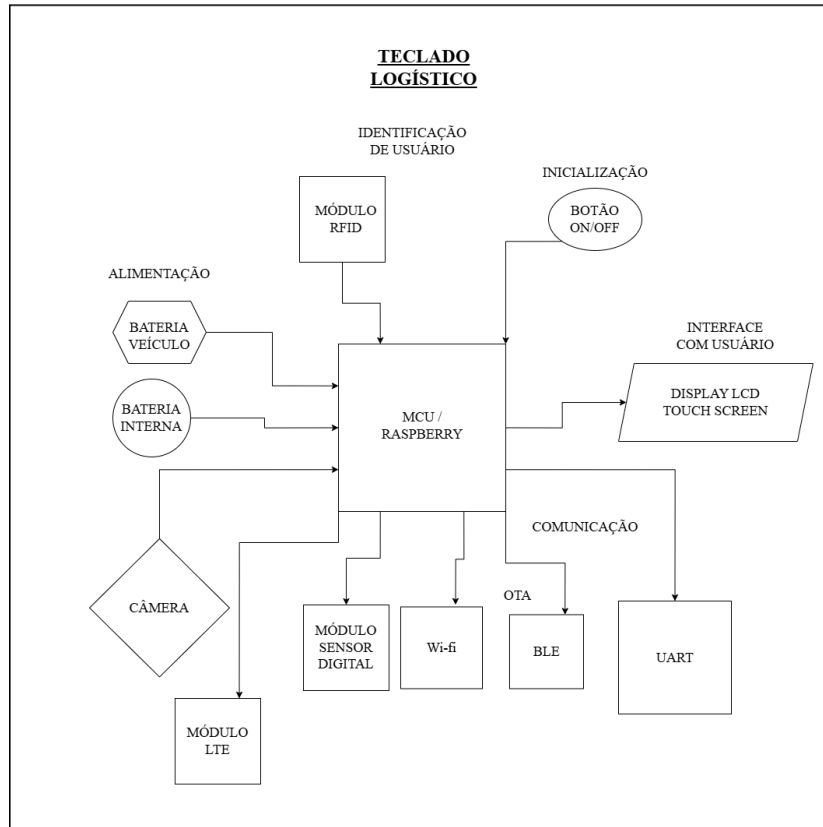 TECLADO
LOGÍSTICO
IDENTIFICAÇÃO
DE USUÁRIO
INICIALIZAÇÃO
MÓDULO
RFID
BOTÃO
ON/OFF
ALIMENTAÇÃO
BATERIA
VEÍCULO
INTERFACE
COM USUÁRIO
BATERIA
INTERNA
MCU /
RASPBERRY
DISPLAY LCD
TOUCH SCREEN
COMUNICAÇÃO
CÂMERA
OTA
MÓDULO
SENSOR
DIGITAL
Wi-fi
BLE
UART
MÓDULO
LTE